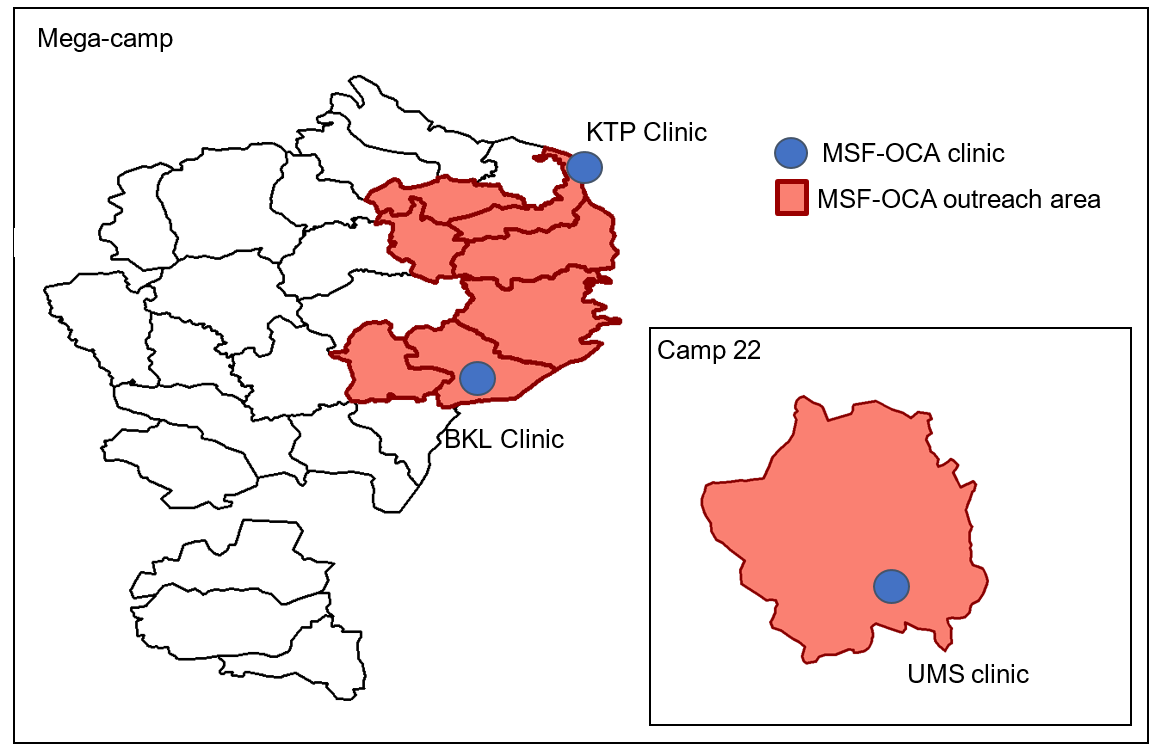 Mega-camp
KTP Clinic
MSF-OCA clinic
MSF-OCA outreach area
Camp 22
BKL Clinic
UMS clinic